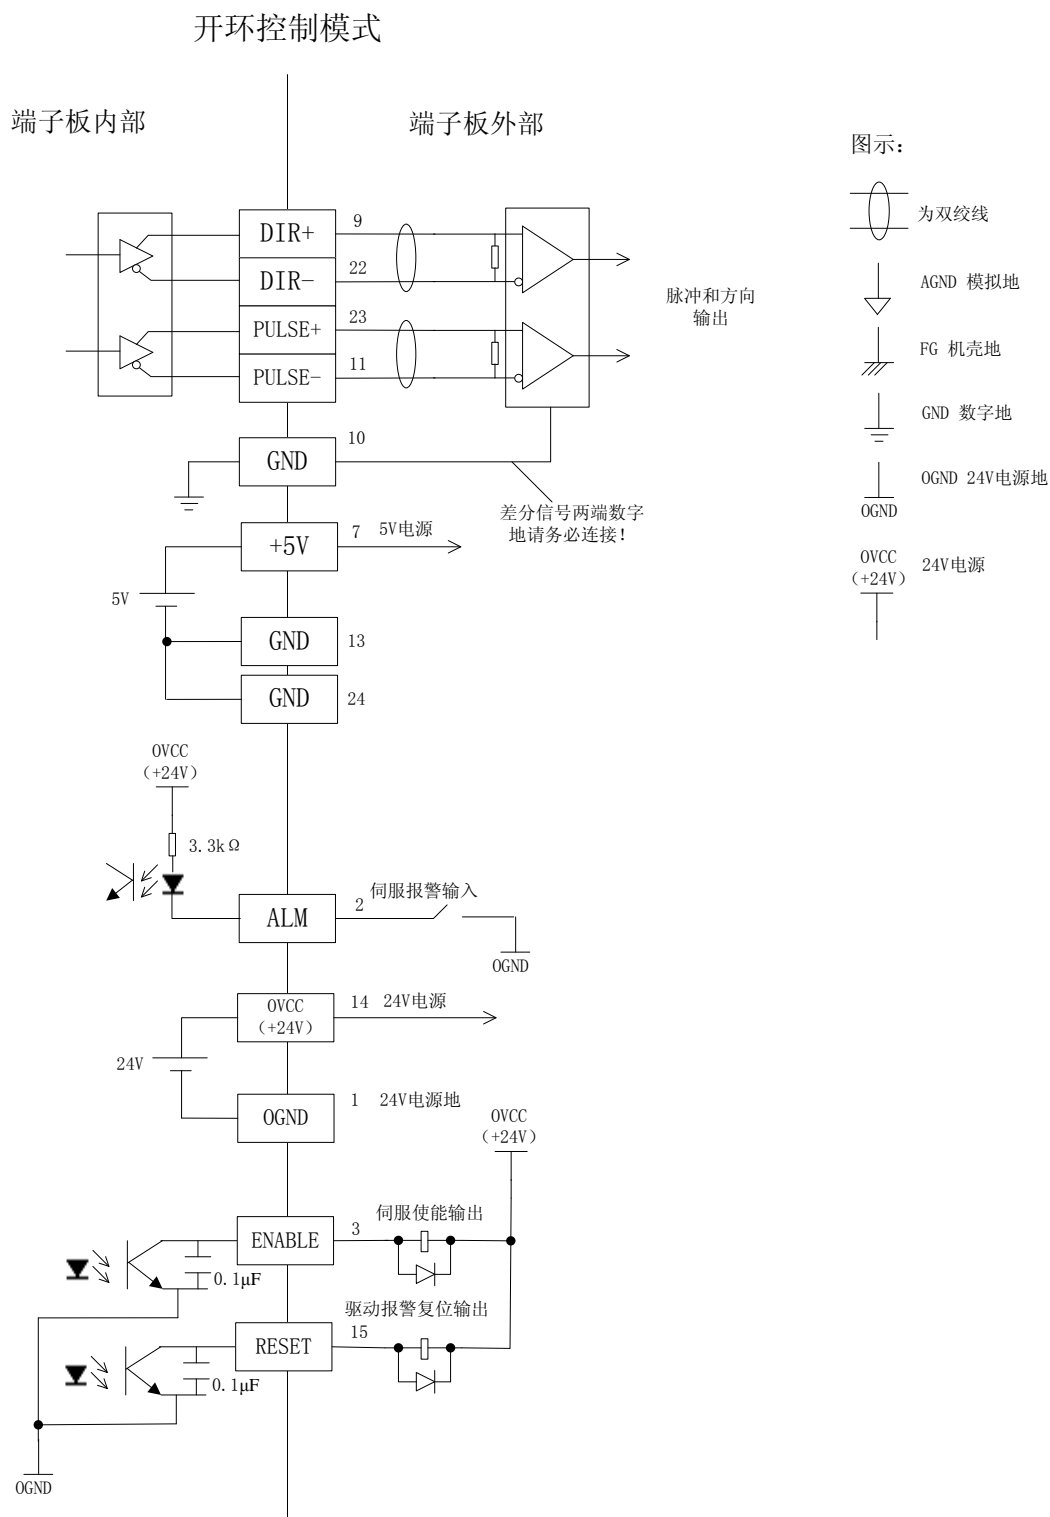 开环控制模式
端子板内部
端子板外部
图示:
DIR+
9
DIR-
22
PULSE+
23
PULSE-
11
脉冲和方向
输出
为双绞线
AGND 模拟地
FG 机壳地
GND 数字地
OGND 24V电源地
OGND
OVCC
(+24V)
24V电源
GND
10
差分信号两端数字
地请务必连接!
+5V
7
5V电源
5V
GND
13
GND
24
OVCC
(+24V)
3.3kΩ
ALM
2
伺服报警输入
OGND
OVCC
(+24V)
14
24V电源
24V
OGND
1
24V电源地
OVCC
(+24V)
ENABLE
3
伺服使能输出
0.1μF
RESET
15
驱动报警复位输出
0.1μF
OGND